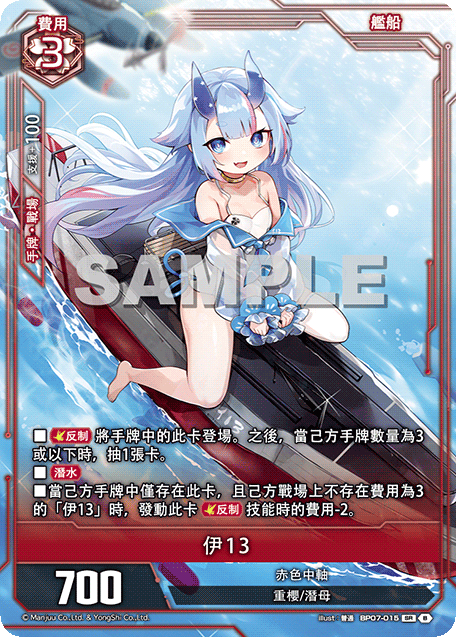 費用
3
艦船
支援+100
手牌・戰場
SAMPLE
113
■反制 將手牌中的此卡登場。之後，當己方手牌數量為3
或以下時，抽1張卡。
■潛水
■當己方手牌中僅存在此卡，且己方戰場上不存在費用為3
的「伊13」時，發動此卡 反制 技能時的費用-2。
伊13
700
赤色中軸
重櫻/潛母
© Manjuu Co.,Ltd. & YongShi Co.,Ltd.
illust 普通 BP07-015 SR